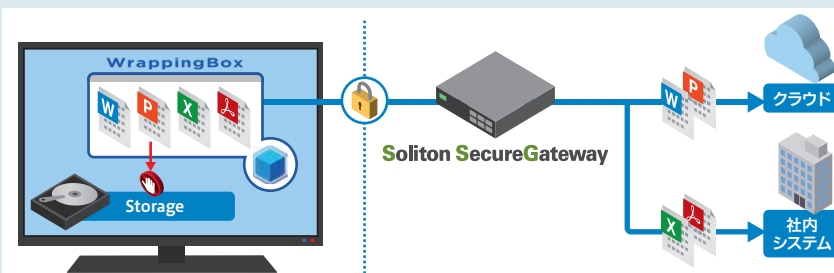 WrappingBox
W P X
Storage
Soliton SecureGateway
P
W
クラウド
X
社内
システム